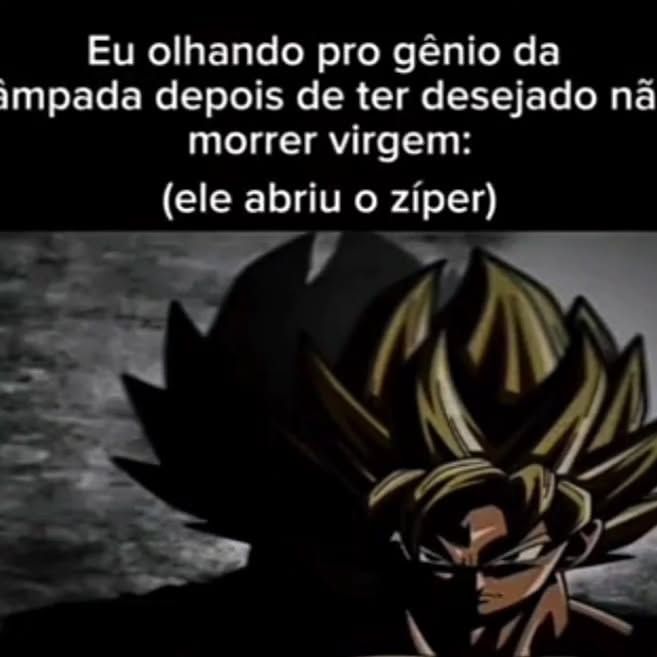 Eu olhando pro gênio da
âmpada depois de ter desejado nã
morrer virgem:
(ele abriu o zíper)